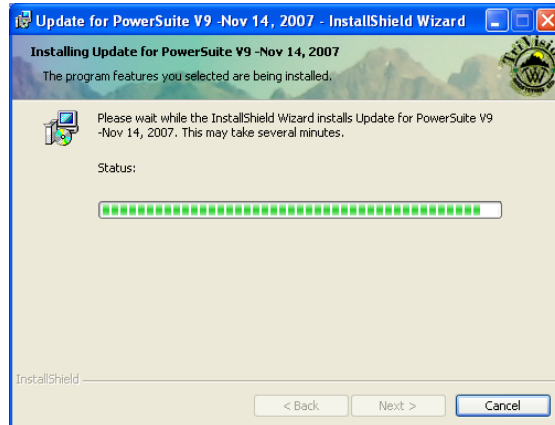 Update for PowerSuite V9 -Nov 14, 2007 - InstallShield Wizard
Installing Update for PowerSuite V9 -Nov 14, 2007
The program features you selected are being installed.
Please wait while the InstallShield Wizard installs Update for PowerSuite V9
-Nov 14, 2007. This may take several minutes.
Status:
InstallShield
< Back
Next >
Cancel